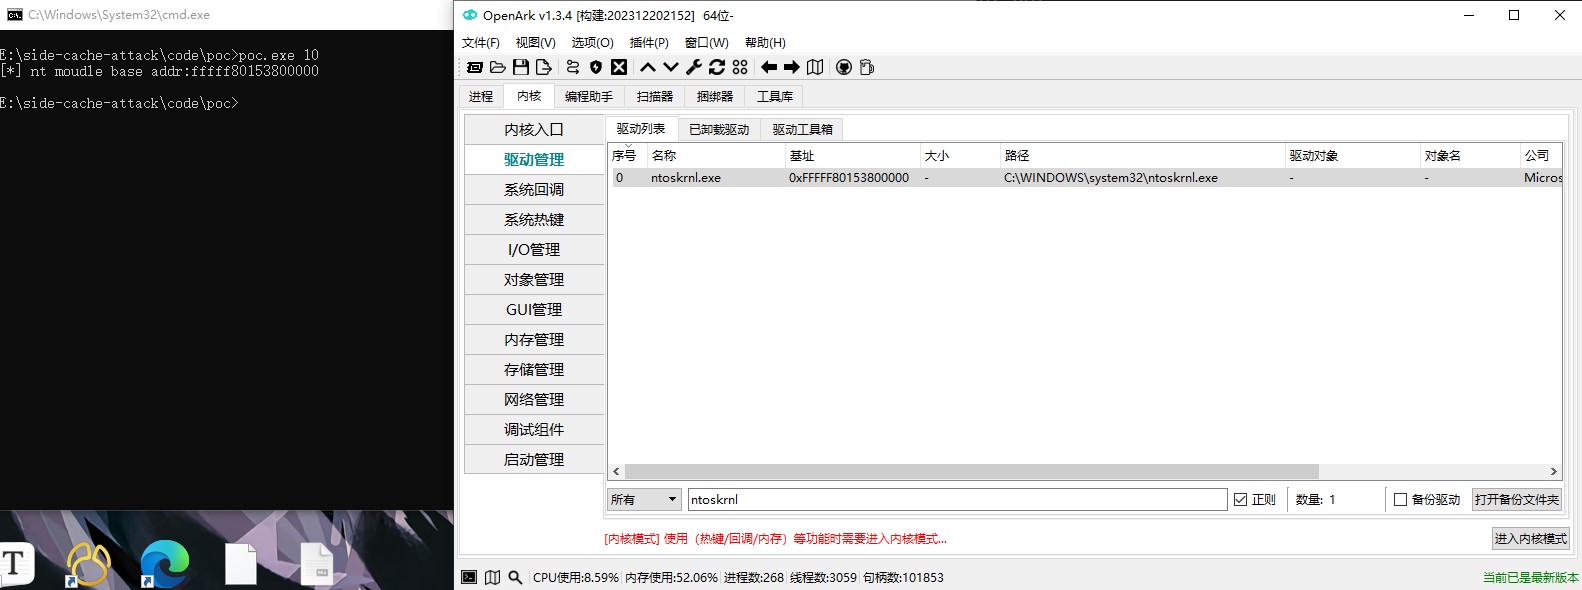 C:\Windows\System32\cmd.exe
E:\side-cache-attack\code\poc>poc.exe 10
[*] nt moudle base addr:fffff80153800000
E:\side-cache-attack\code\poc>
T
OpenArk v1.3.4 [构建:202312202152] 64位-
文件(F) 视图(V) 选项(O) 插件(P) 窗口(W) 帮助(H)
进程 内核 编程助手 扫描器 捆绑器 工具库
内核入口
驱动管理
系统回调
系统热键
I/O管理
对象管理
GUI管理
内存管理
存储管理
网络管理
调试组件
启动管理
驱动列表 已卸载驱动 驱动工具箱
序号 名称 基址 大小 路径 驱动对象 对象名 公司
0 ntoskrnl.exe 0xFFFFF80153800000 - C:\WINDOWS\system32\ntoskrnl.exe - - Micros
所有 ntoskrnl 正则 数量: 1 备份驱动 打开备份文件夹
[内核模式] 使用（热键/回调/内存）等功能时需要进入内核模式... 进入内核模式
CPU使用:8.59% 内存使用:52.06% 进程数:268 线程数:3059 句柄数:101853 当前已是最新版本